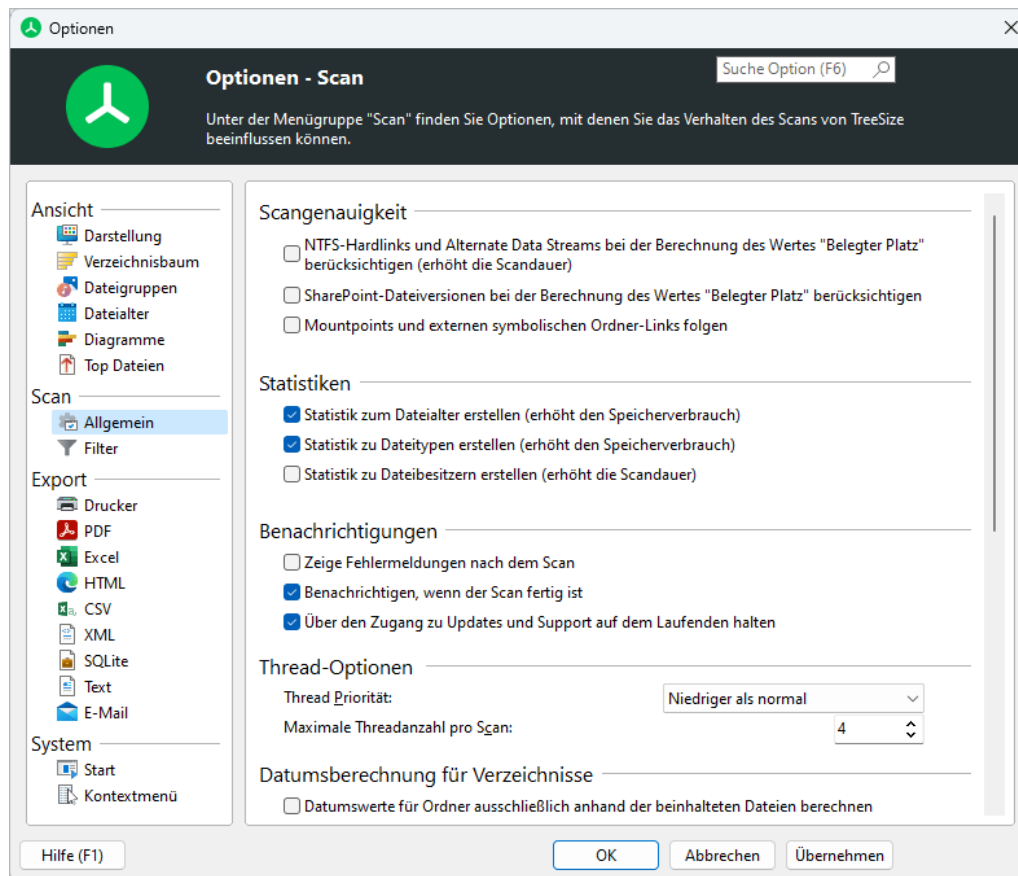 Optionen
Optionen - Scan
Suche Option (F6)
Unter der Menügruppe "Scan" finden Sie Optionen, mit denen Sie das Verhalten des Scans von TreeSize
beeinflussen können.
Ansicht
Darstellung
Verzeichnisbaum
Dateigruppen
Dateialter
Diagramme
Top Dateien
Scan
Allgemein
Filter
Export
Drucker
PDF
Excel
HTML
CSV
XML
SQLite
Text
E-Mail
System
Start
Kontextmenü
Scangenauigkeit
NTFS-Hardlinks und Alternate Data Streams bei der Berechnung des Wertes "Belegter Platz"
berücksichtigen (erhöht die Scandauer)
SharePoint-Dateiversionen bei der Berechnung des Wertes "Belegter Platz" berücksichtigen
Mountpoints und externen symbolischen Ordner-Links folgen
Statistiken
Statistik zum Dateialter erstellen (erhöht den Speicherverbrauch)
Statistik zu Dateitypen erstellen (erhöht den Speicherverbrauch)
Statistik zu Dateibesitzern erstellen (erhöht die Scandauer)
Benachrichtigungen
Zeige Fehlermeldungen nach dem Scan
Benachrichtigen, wenn der Scan fertig ist
Über den Zugang zu Updates und Support auf dem Laufenden halten
Thread-Optionen
Thread Priorität:
Niedriger als normal
Maximale Threadanzahl pro Scan:
4
Datumsberechnung für Verzeichnisse
Datumswerte für Ordner ausschließlich anhand der beinhalteten Dateien berechnen
Hilfe (F1)
OK
Abbrechen
Übernehmen